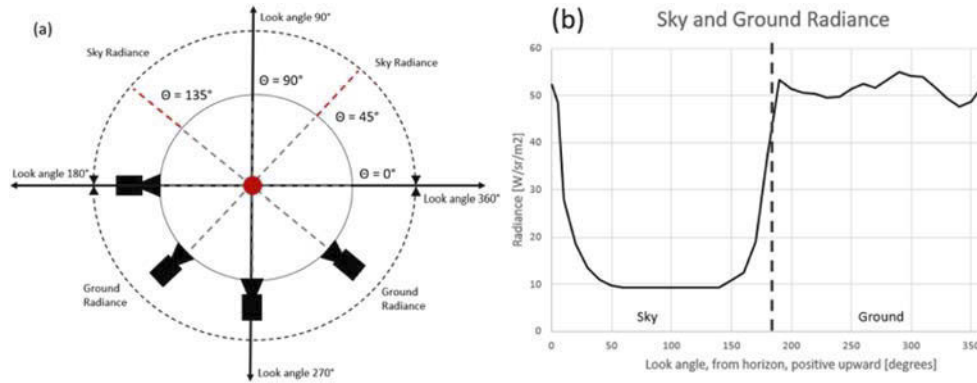 (a)
Look angle 90°
Sky Radiance
Sky Radiance
Θ = 90°
Θ = 135°
Θ = 45°
Look angle 180°
Θ = 0°
Look angle 360°
Ground
Radiance
Ground
Radiance
Look angle 270°
(b)
Sky and Ground Radiance
Radiance [W/sr/m2]
60
50
40
30
20
10
0
Sky
Ground
0
50
100
150
200
250
300
350
Look angle, from horizon, positive upward [degrees]